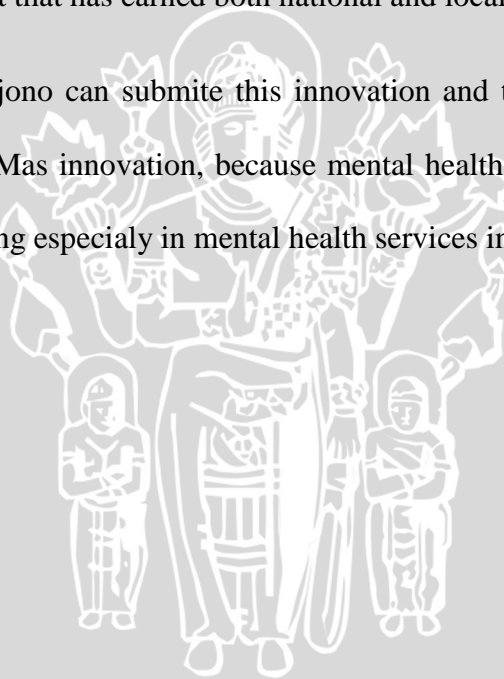 t that has earned both national and local
jono can submite this innovation and t
Mas innovation, because mental health
ng especialy in mental health services in